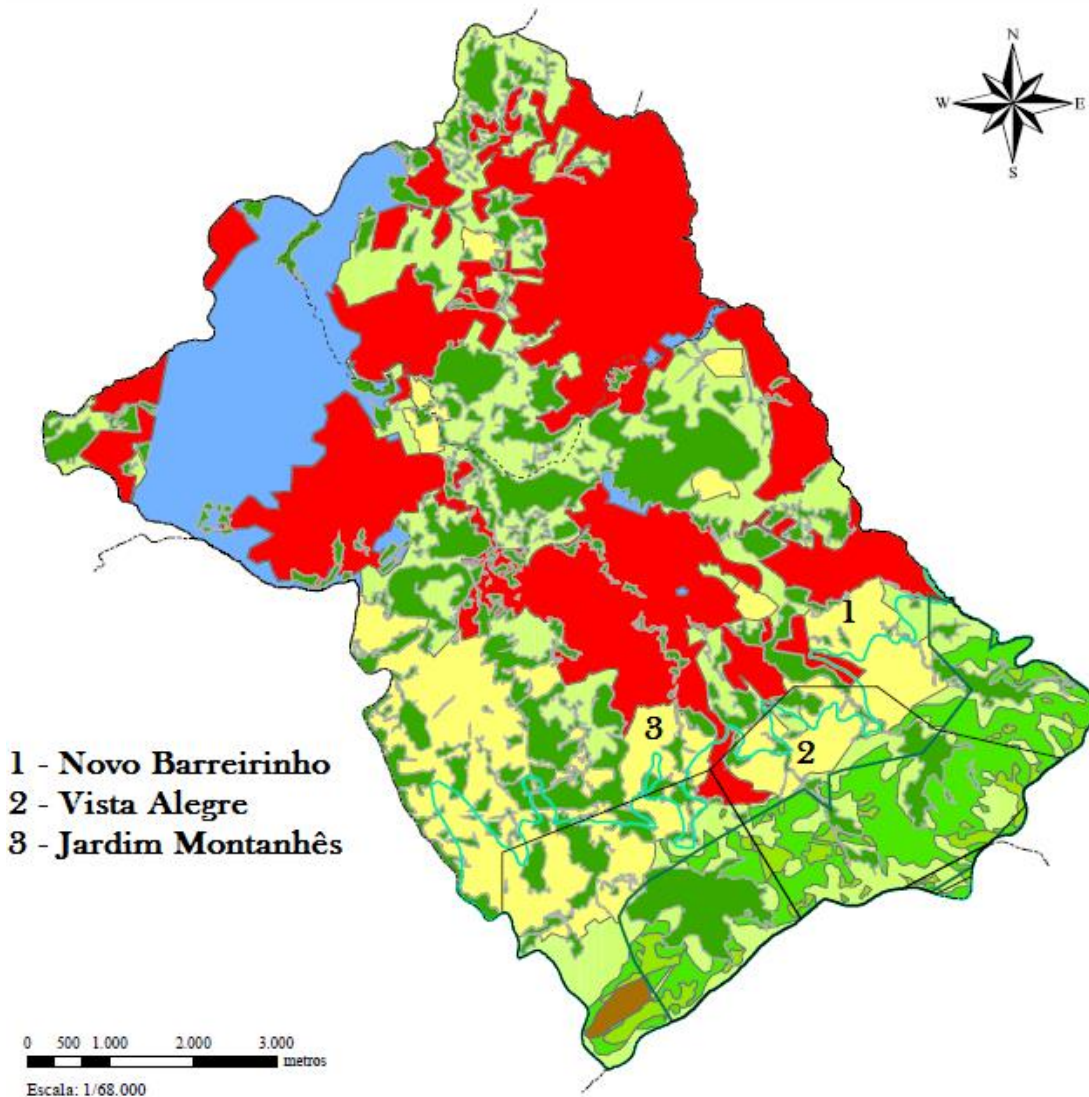 N
W E
S
1
3
2
1 - Novo Barreirinho
2 - Vista Alegre
3 - Jardim Montanhês
0 500 1.000 2.000 3.000
metros
Escala: 1/68.000